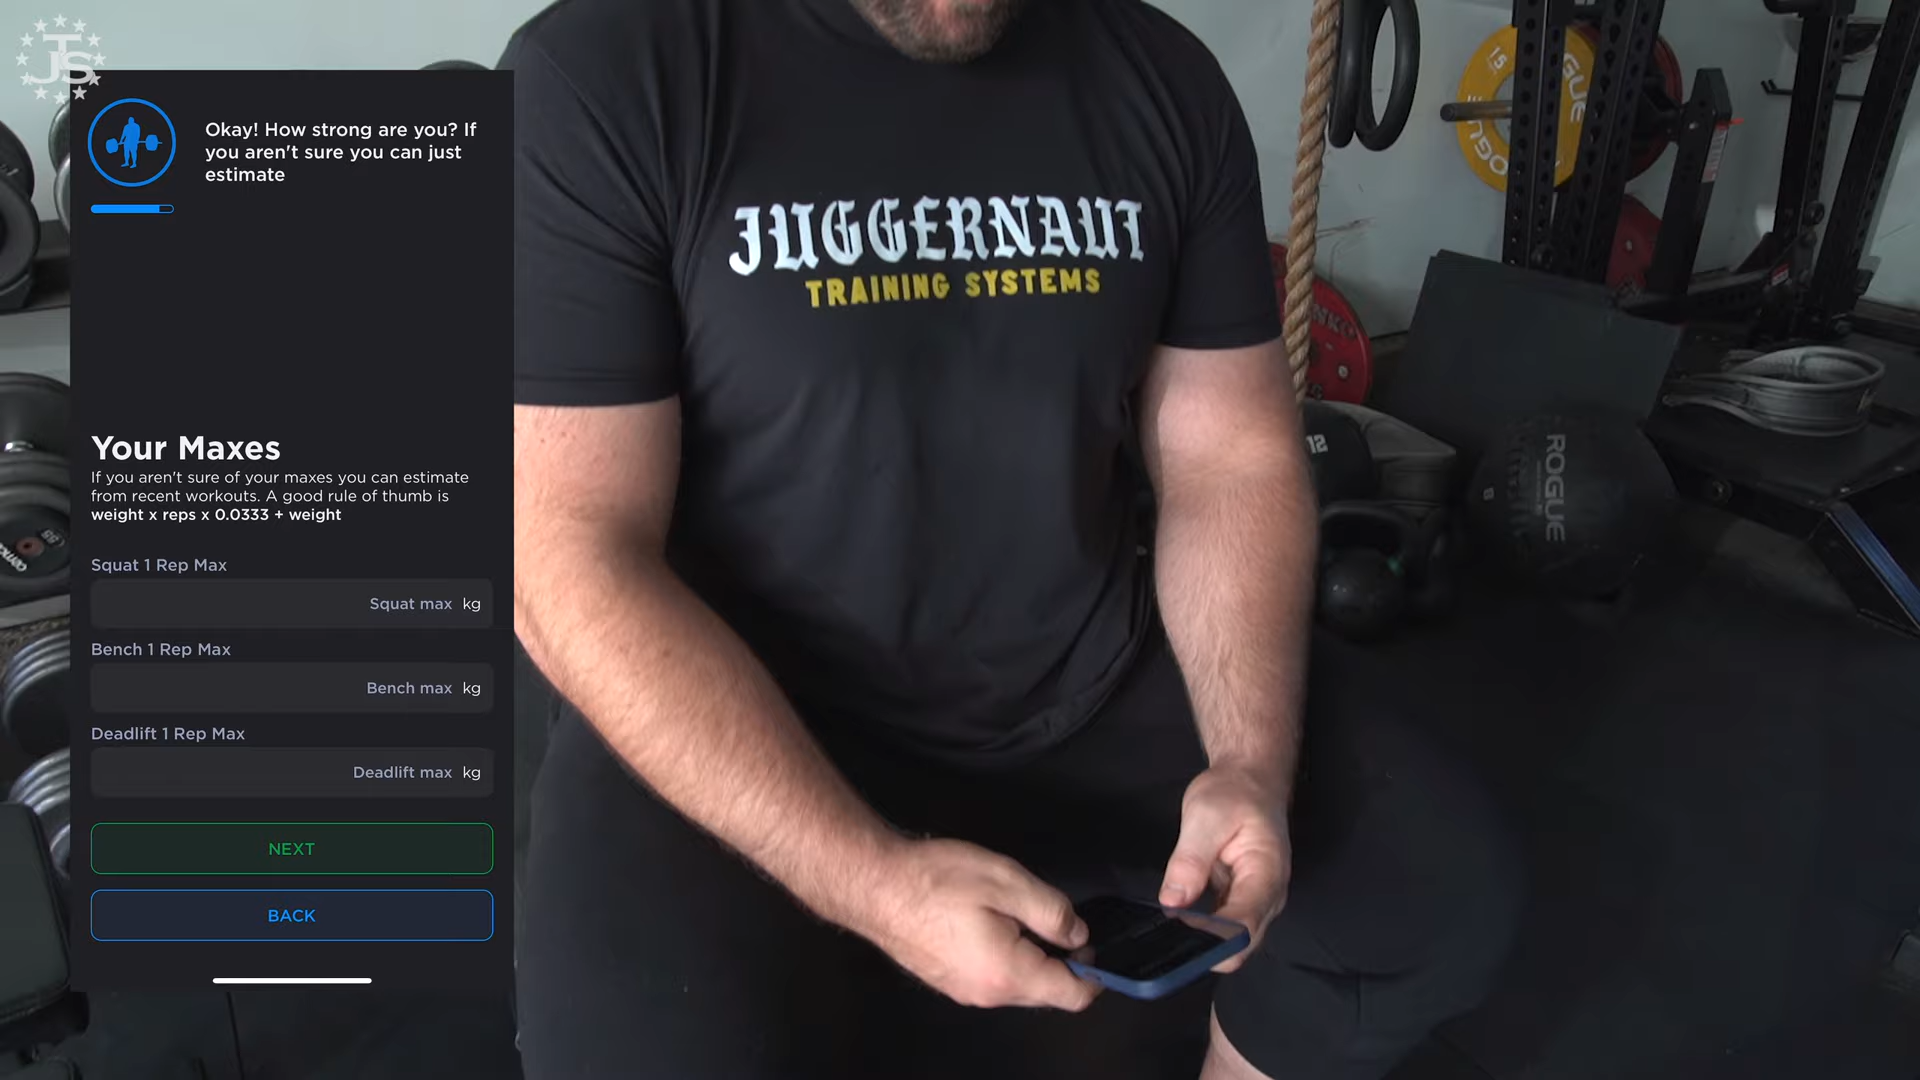 JTS
Okay! How strong are you? If
you aren't sure you can just
estimate
Your Maxes
If you aren't sure of your maxes you can estimate
from recent workouts. A good rule of thumb is
weight x reps x 0.0333 + weight
Squat 1 Rep Max
Squat max kg
Bench 1 Rep Max
Bench max kg
Deadlift 1 Rep Max
Deadlift max kg
NEXT
BACK
JUGGERNAUT
TRAINING SYSTEMS
15
12
ROGUE
8
55